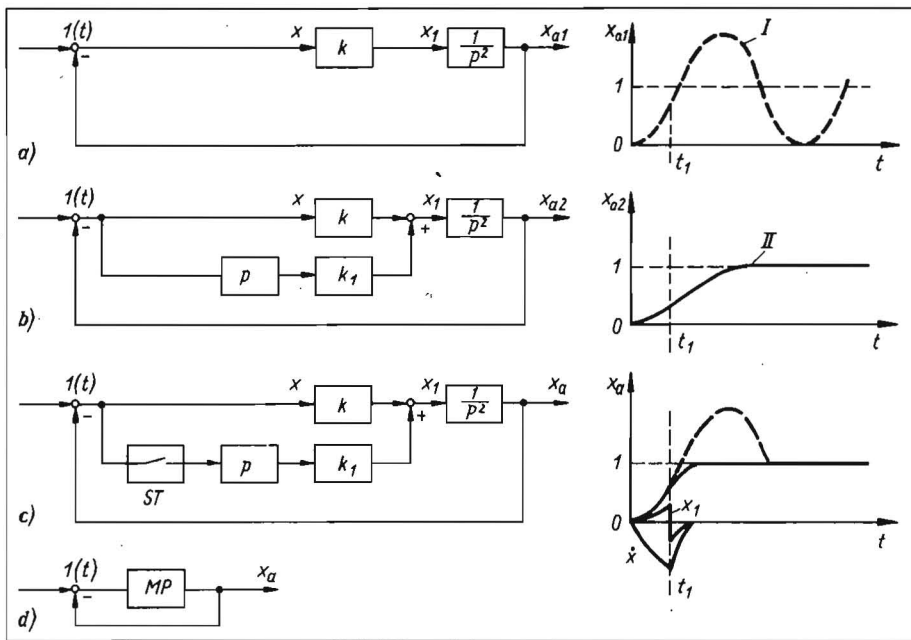 1(t) x k x₁ 1/p² xₐ₁
−
a)
xₐ₁ I
1
0 t₁ t
1(t) x k x₁ 1/p² xₐ₂
− +
p k₁
b)
xₐ₂ II
1
0 t₁ t
1(t) x k x₁ 1/p² xₐ
− +
p k₁
ST
c)
xₐ
1
x₁
0
ẋ t₁ t
1(t) MP xₐ
−
d)